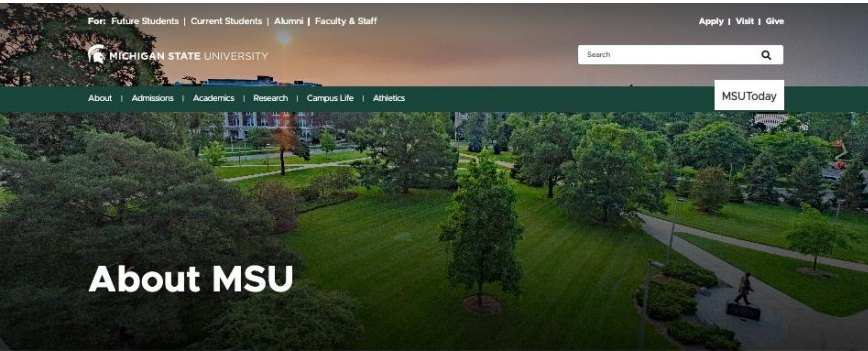 For: Future Students | Current Students | Alumni | Faculty & Staff
Apply | Visit | Give
MICHIGAN STATE UNIVERSITY
Search
About | Admissions | Academics | Research | Campus Life | Athletics
MSUToday
About MSU